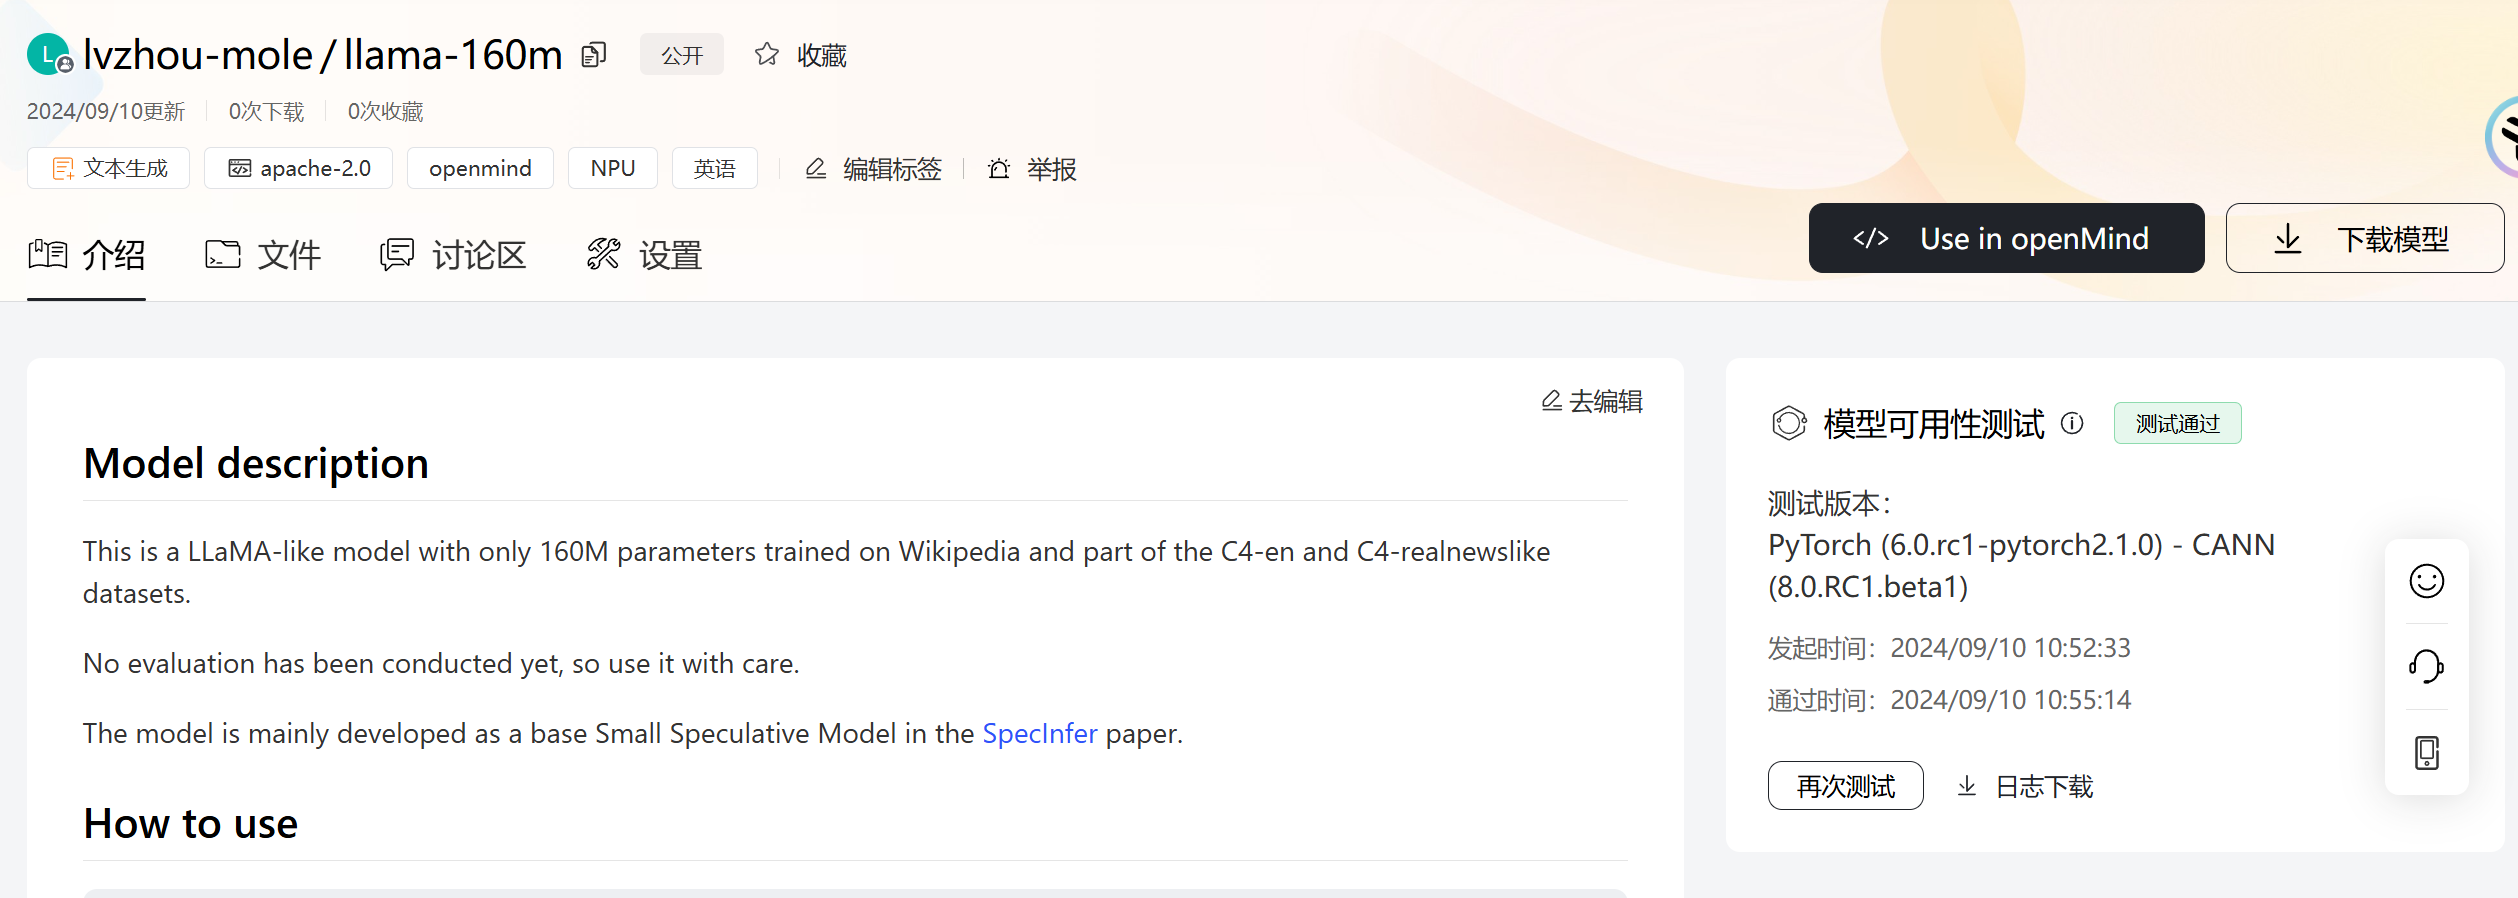 L lvzhou-mole / llama-160m 公开 收藏
2024/09/10更新 0次下载 0次收藏
文本生成 apache-2.0 openmind NPU 英语 编辑标签 举报
介绍 文件 讨论区 设置 </> Use in openMind 下载模型
去编辑
Model description
This is a LLaMA-like model with only 160M parameters trained on Wikipedia and part of the C4-en and C4-realnewslike
datasets.
No evaluation has been conducted yet, so use it with care.
The model is mainly developed as a base Small Speculative Model in the SpecInfer paper.
How to use
模型可用性测试 测试通过
测试版本：
PyTorch (6.0.rc1-pytorch2.1.0) - CANN
(8.0.RC1.beta1)
发起时间：2024/09/10 10:52:33
通过时间：2024/09/10 10:55:14
再次测试 日志下载